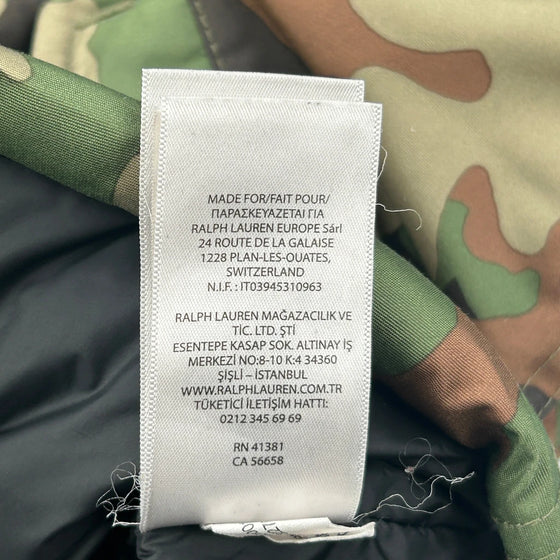 MADE FOR/FAIT POUR/
ΠΑΡΑΣΚΕΥΑΖΕΤΑΙ ΓΙΑ
RALPH LAUREN EUROPE Sárl
24 ROUTE DE LA GALAISE
1228 PLAN-LES-OUATES,
SWITZERLAND
N.I.F. : IT03945310963
RALPH LAUREN MAĞAZACILIK VE
TİC. LTD. ŞTİ
ESENTEPE KASAP SOK. ALTINAY İŞ
MERKEZİ NO:8-10 K:4 34360
ŞİŞLİ – İSTANBUL
WWW.RALPHLAUREN.COM.TR
TÜKETİCİ İLETİŞİM HATTI:
0212 345 69 69
RN 41381
CA 56658